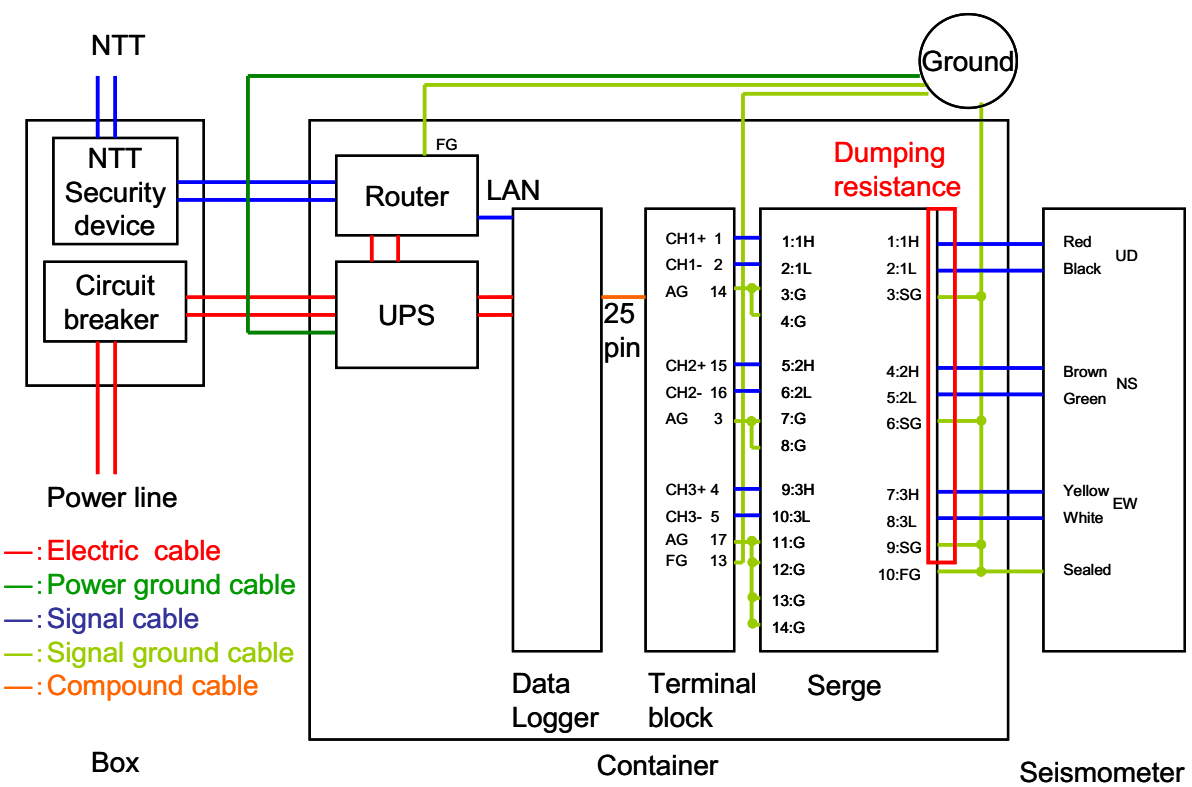 NTT
Ground
NTT
Security
device
FG
Router
LAN
Dumping
resistance
Circuit
breaker
UPS
25
pin
CH1+ 1
CH1- 2
AG 14
CH2+ 15
CH2- 16
AG 3
CH3+ 4
CH3- 5
AG 17
FG 13
1:1H
2:1L
3:G
4:G
5:2H
6:2L
7:G
8:G
9:3H
10:3L
11:G
12:G
13:G
14:G
1:1H
2:1L
3:SG
4:2H
5:2L
6:SG
7:3H
8:3L
9:SG
10:FG
Red
Black
UD
Brown
Green
NS
Yellow
White
EW
Sealed
Power line
—:Electric cable
—:Power ground cable
—:Signal cable
—:Signal ground cable
—:Compound cable
Data
Logger
Terminal
block
Serge
Box
Container
Seismometer